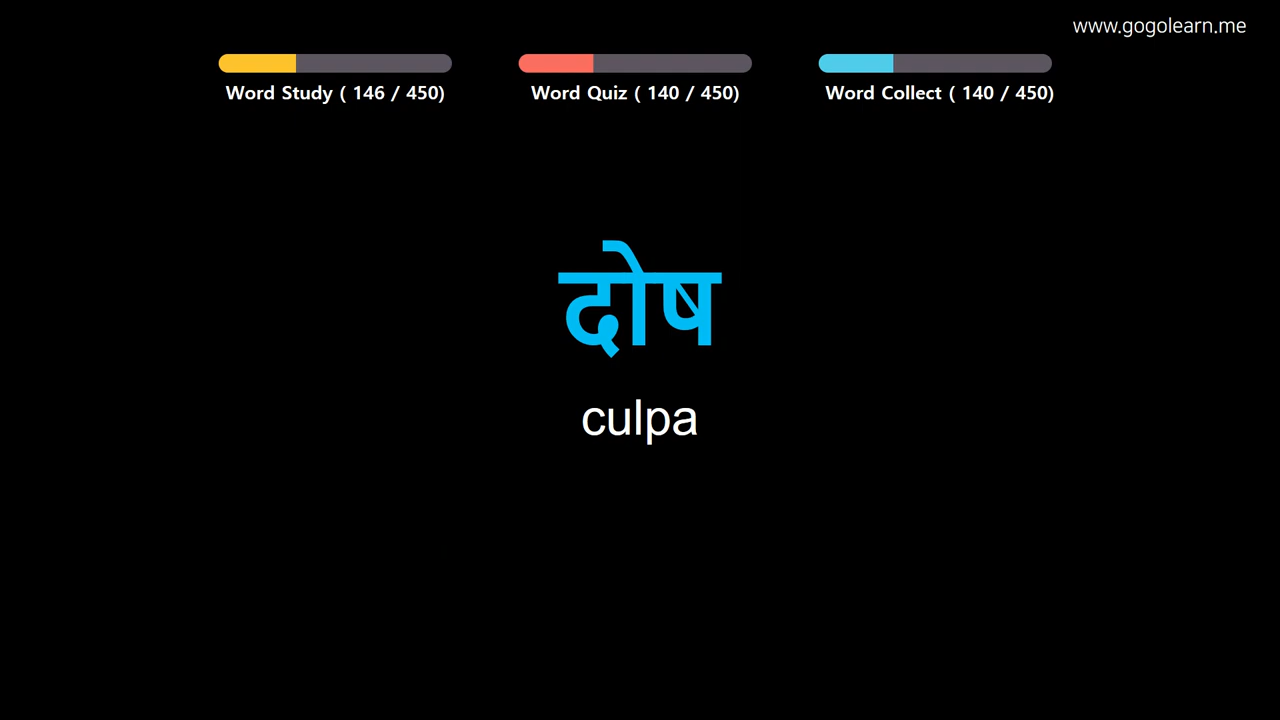 www.gogolearn.me
Word Study ( 146 / 450)
Word Quiz ( 140 / 450)
Word Collect ( 140 / 450)
दोष
culpa